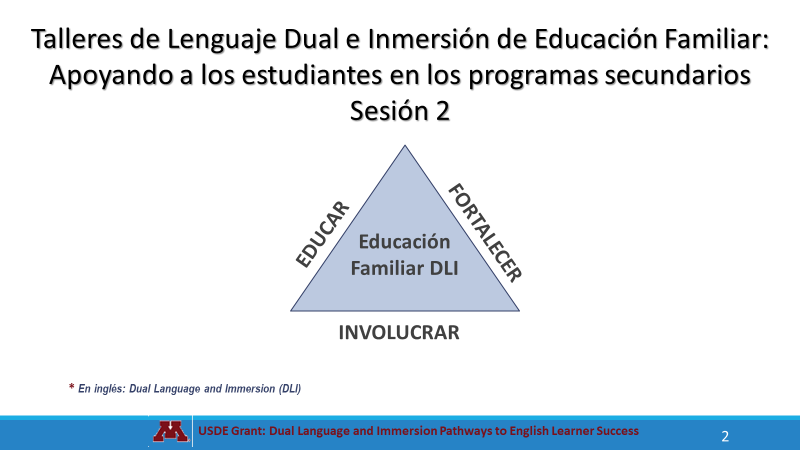 Talleres de Lenguaje Dual e Inmersión de Educación Familiar:
Apoyando a los estudiantes en los programas secundarios
Sesión 2
EDUCAR
FORTALECER
Educación
Familiar DLI
INVOLUCRAR
* En inglés: Dual Language and Immersion (DLI)
M
USDE Grant: Dual Language and Immersion Pathways to English Learner Success
2